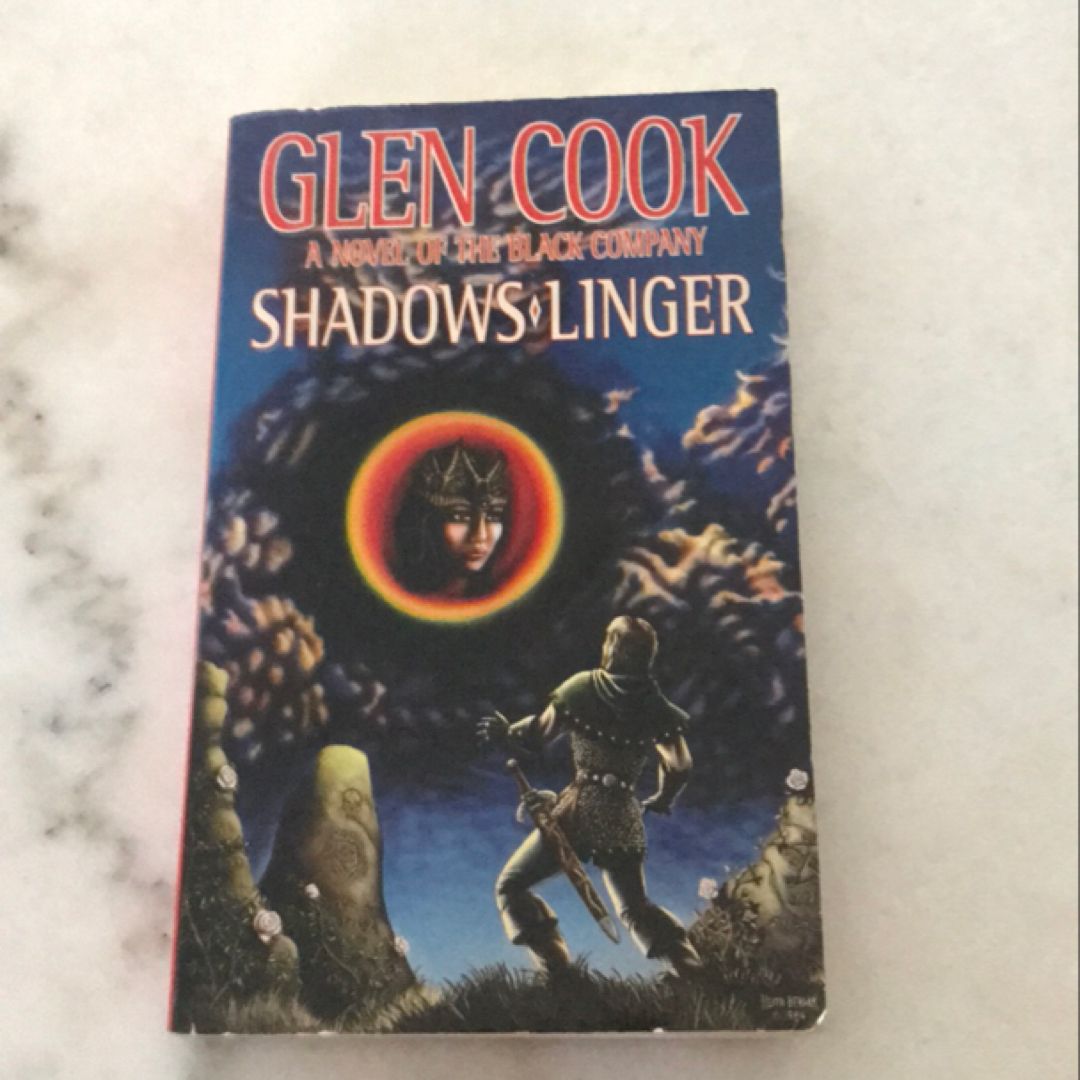 GLEN COOK
A NOVEL OF THE BLACK COMPANY
SHADOWS LINGER